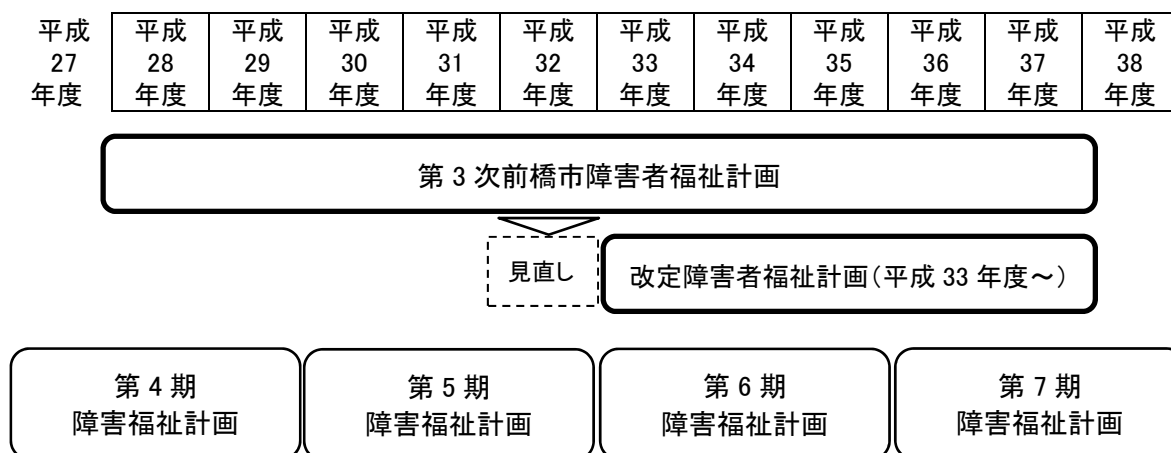 平成 平成 平成 平成 平成 平成 平成 平成 平成 平成 平成 平成
27 28 29 30 31 32 33 34 35 36 37 38
年度 年度 年度 年度 年度 年度 年度 年度 年度 年度 年度 年度
第3次前橋市障害者福祉計画
見直し 改定障害者福祉計画(平成33年度~)
第4期 第5期 第6期 第7期
障害福祉計画 障害福祉計画 障害福祉計画 障害福祉計画